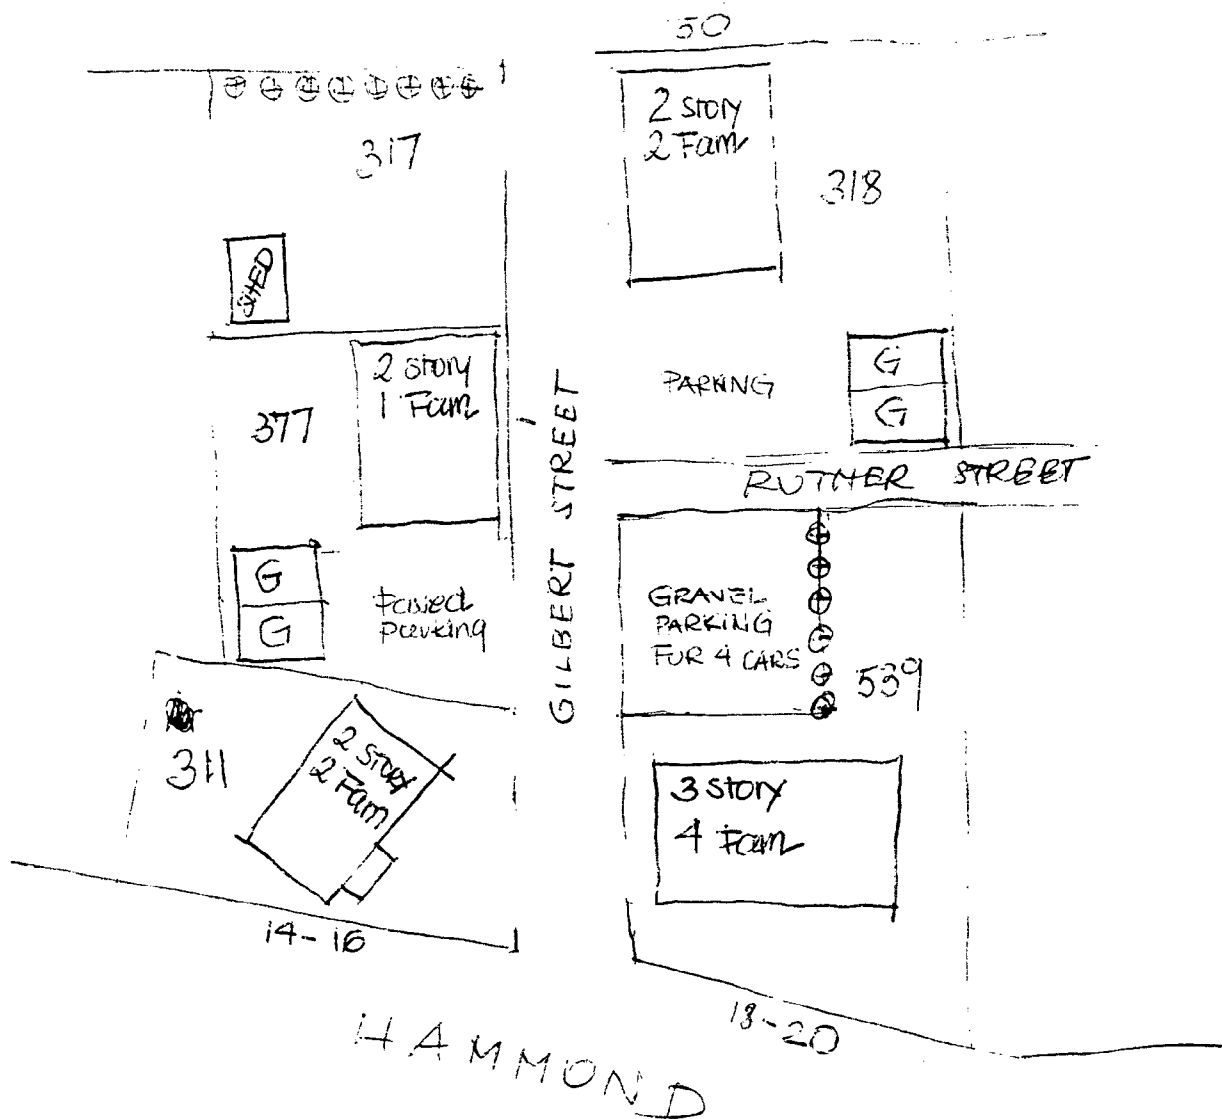 50
317
2 story
2 Fam
318
SHED
2 story
1 Fam
377
PARKING
G
G
GILBERT STREET
RUTHER STREET
G
G
Paved
parking
GRAVEL
PARKING
FUR 4 CARS
539
311
2 STORY
2 Fam
3 story
4 Fam
14-16
18-20
HAMMOND